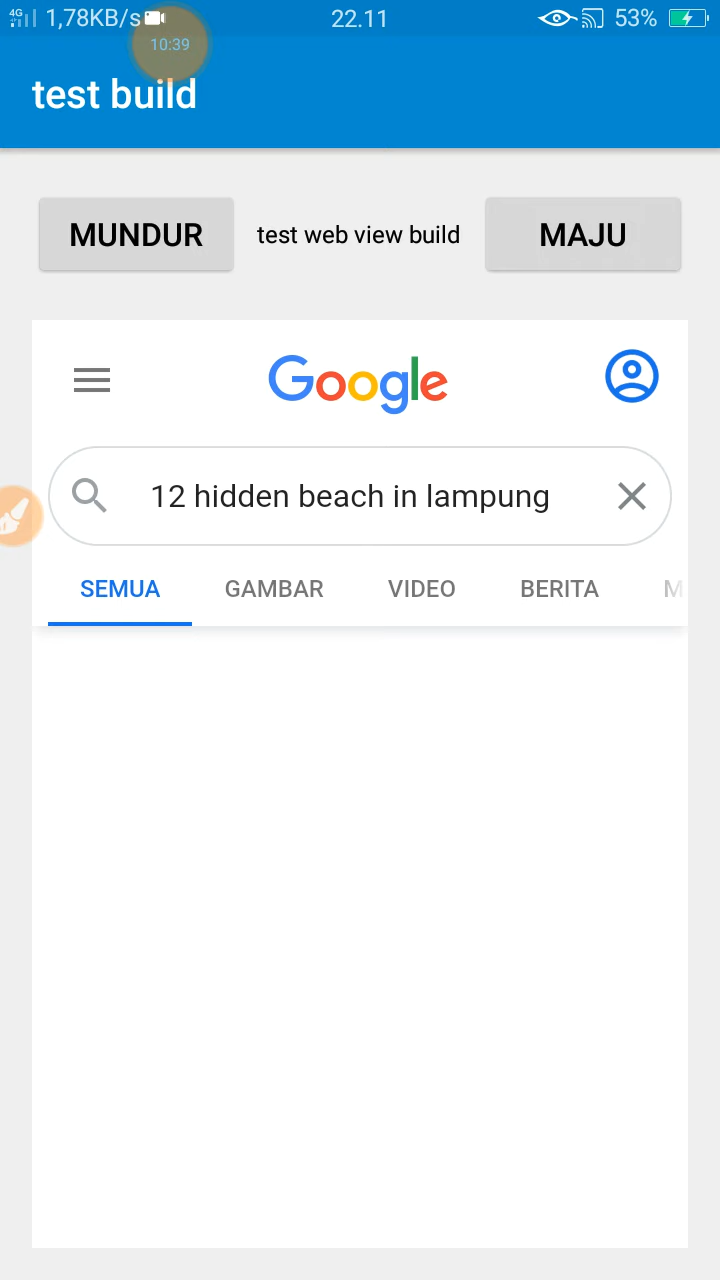 4G 1,78KB/s 22.11 53%
10:39
test build
MUNDUR test web view build MAJU
Google
12 hidden beach in lampung
SEMUA GAMBAR VIDEO BERITA M